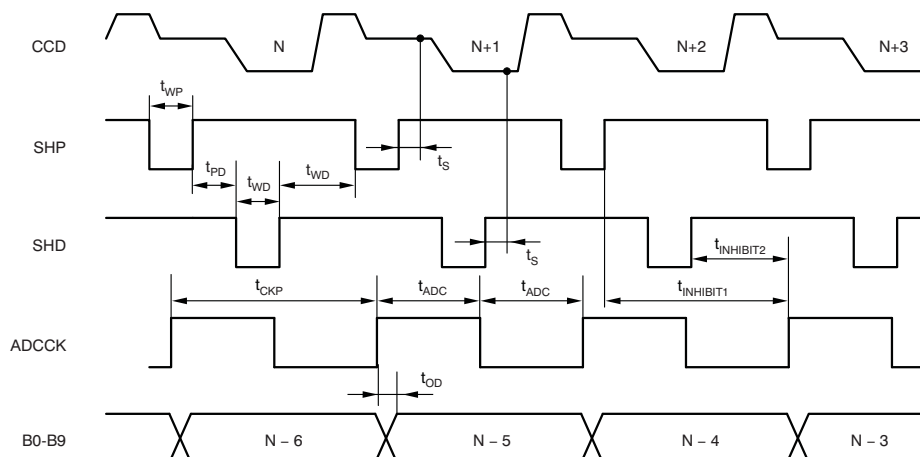 CCD
N
N+1
N+2
N+3
tWP
SHP
tS
tPD
tWD
tWD
SHD
tS
tINHIBIT2
tCKP
tADC
tADC
tINHIBIT1
ADCCK
tOD
B0-B9
N – 6
N – 5
N – 4
N – 3